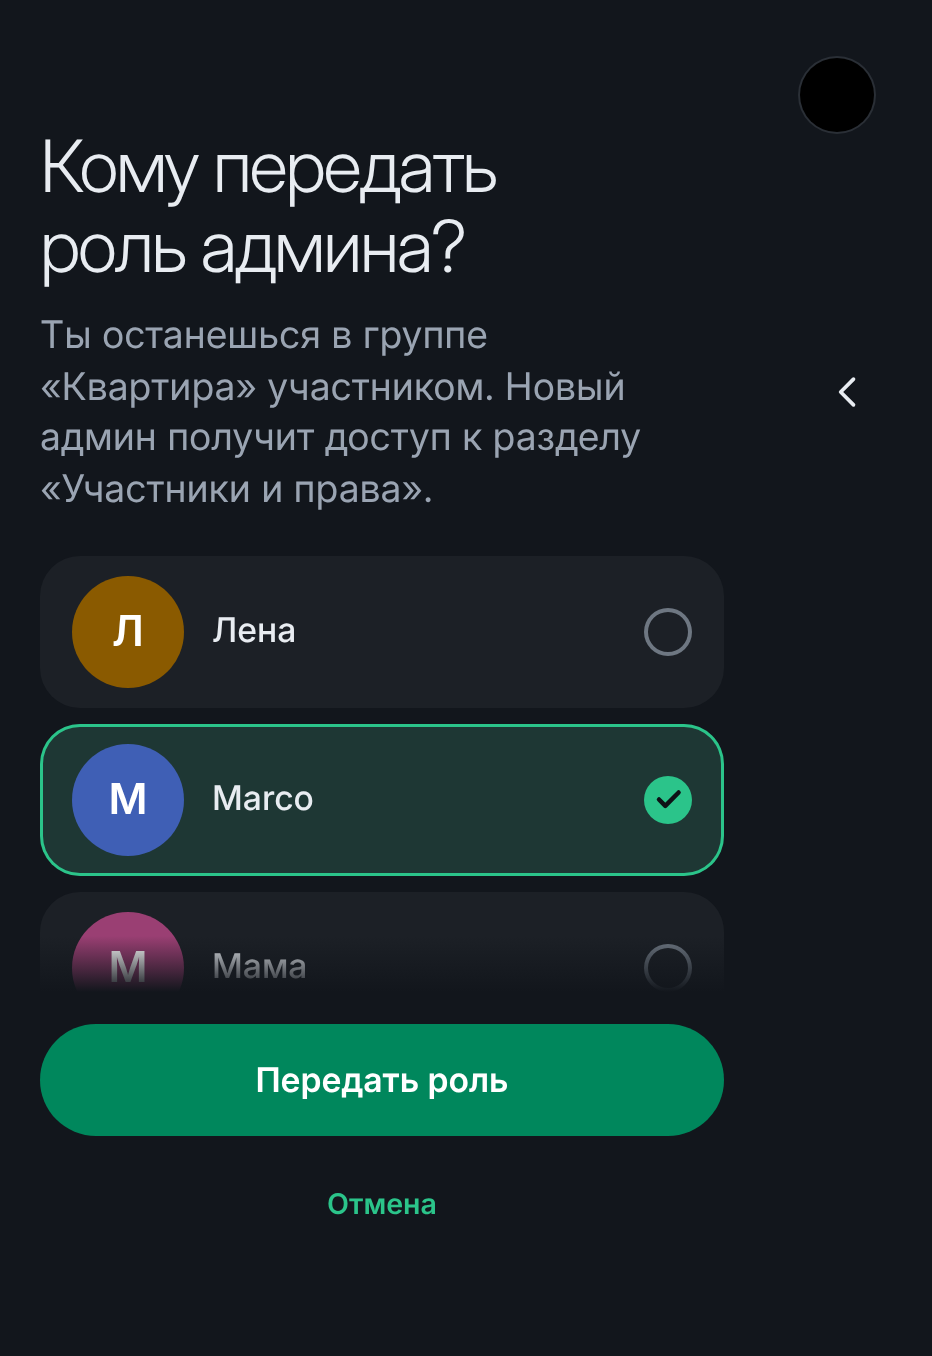 Кому передать
роль админа?
Ты останешься в группе
«Квартира» участником. Новый
админ получит доступ к разделу
«Участники и права».
Л
Лена
M
Marco
М
Мама
Передать роль
Отмена